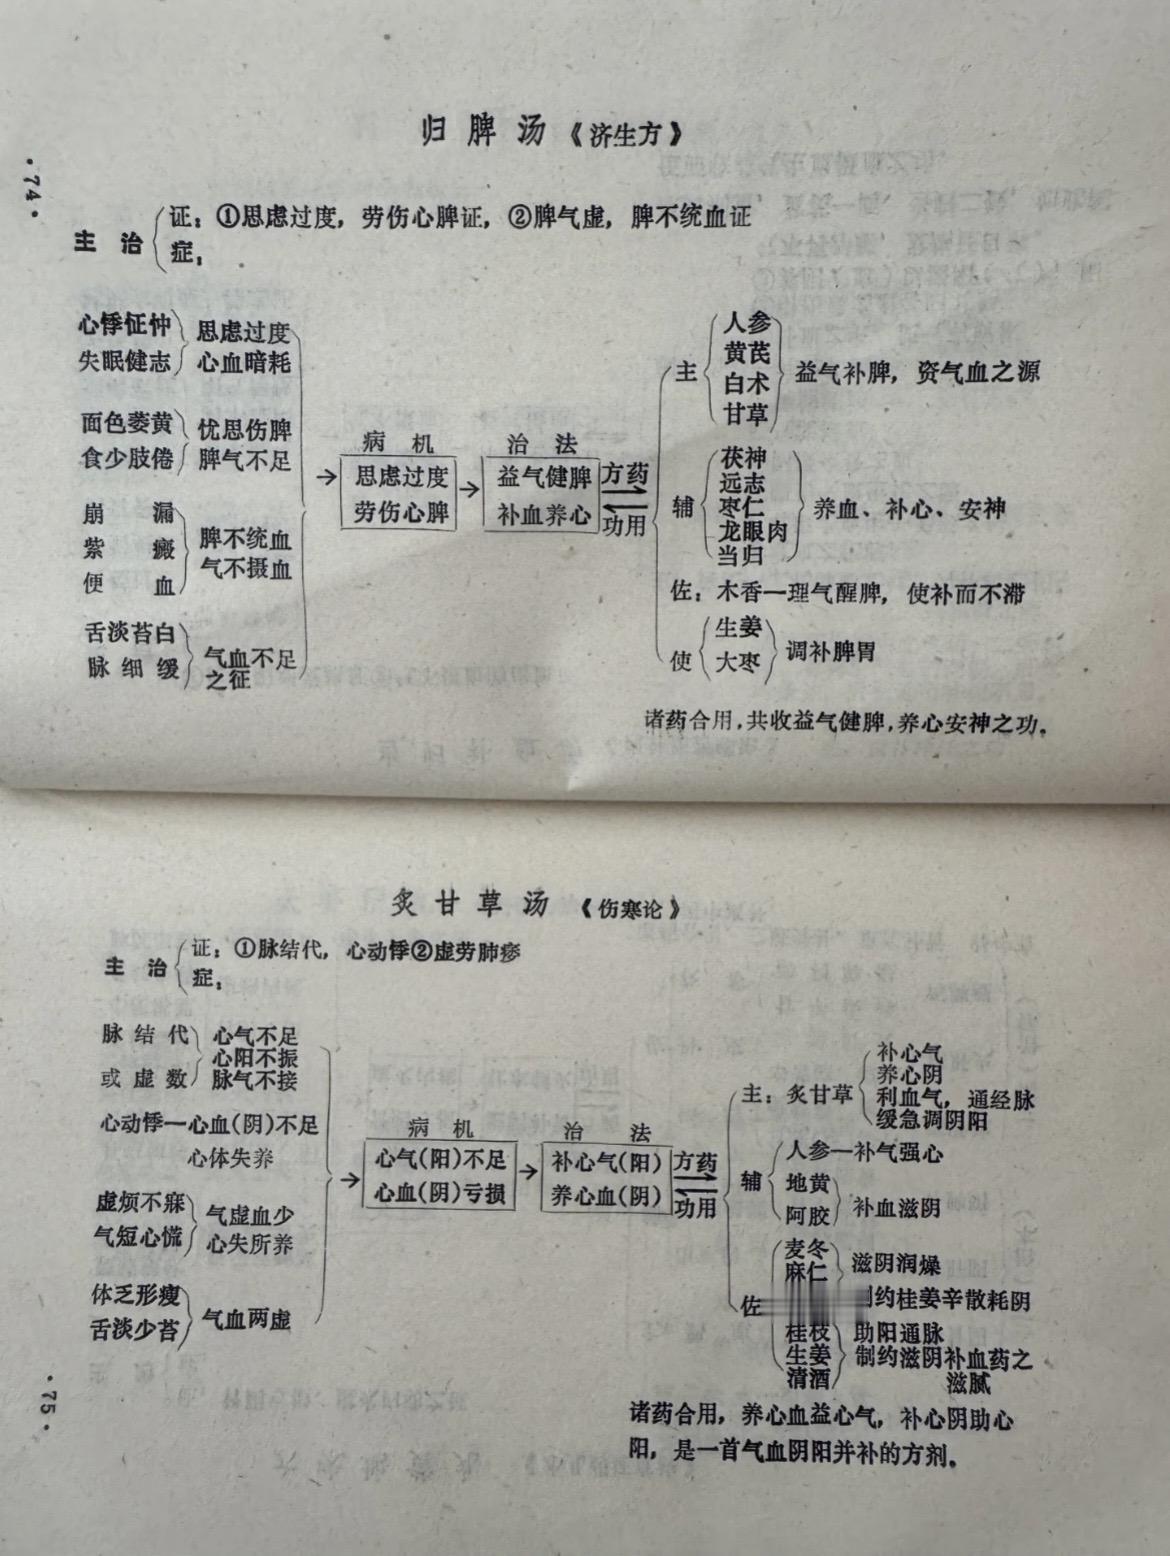 归脾汤《济生方》
·74·
主治
证：①思虑过度，劳伤心脾证，②脾气虚，脾不统血证
症：
心悸怔忡
失眠健志
思虑过度
心血暗耗
面色萎黄
食少肢倦
忧思伤脾
脾气不足
崩漏
紫癜
便血
脾不统血
气不摄血
舌淡苔白
脉细缓
气血不足
之征
病机
思虑过度
劳伤心脾
治法
益气健脾
补血养心
方药
功用
主
人参
黄芪
白术
甘草
益气补脾，资气血之源
辅
茯神
远志
枣仁
龙眼肉
当归
养血、补心、安神
佐：木香—理气醒脾，使补而不滞
使
生姜
大枣
调补脾胃
诸药合用，共收益气健脾，养心安神之功。
炙甘草汤《伤寒论》
主治
证：①脉结代，心动悸②虚劳肺痿
症：
脉结代
或虚数
心气不足
心阳不振
脉气不接
心动悸—心血(阴)不足
心体失养
虚烦不寐
气短心慌
气虚血少
心失所养
体乏形瘦
舌淡少苔
气血两虚
病机
心气(阳)不足
心血(阴)亏损
治法
补心气(阳)
养心血(阴)
方药
功用
主：炙甘草
补心气
养心阴
利血气，通经脉
缓急调阴阳
辅
人参—补气强心
地黄
阿胶
补血滋阴
佐
麦冬
麻仁
滋阴润燥
约桂姜辛散耗阴
桂枝
生姜
清酒
助阳通脉
制约滋阴补血药之
滋腻
诸药合用，养心血益心气，补心阴助心
阳，是一首气血阴阳并补的方剂。
·75·